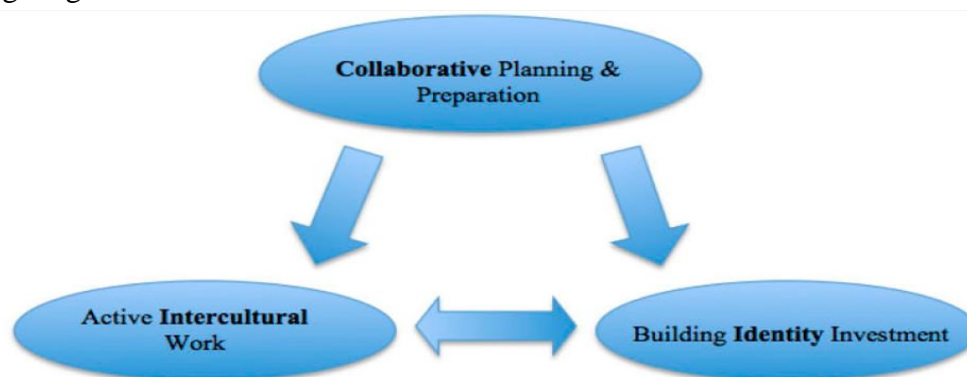 Collaborative Planning &
Preparation
Active Intercultural
Work
Building Identity Investment